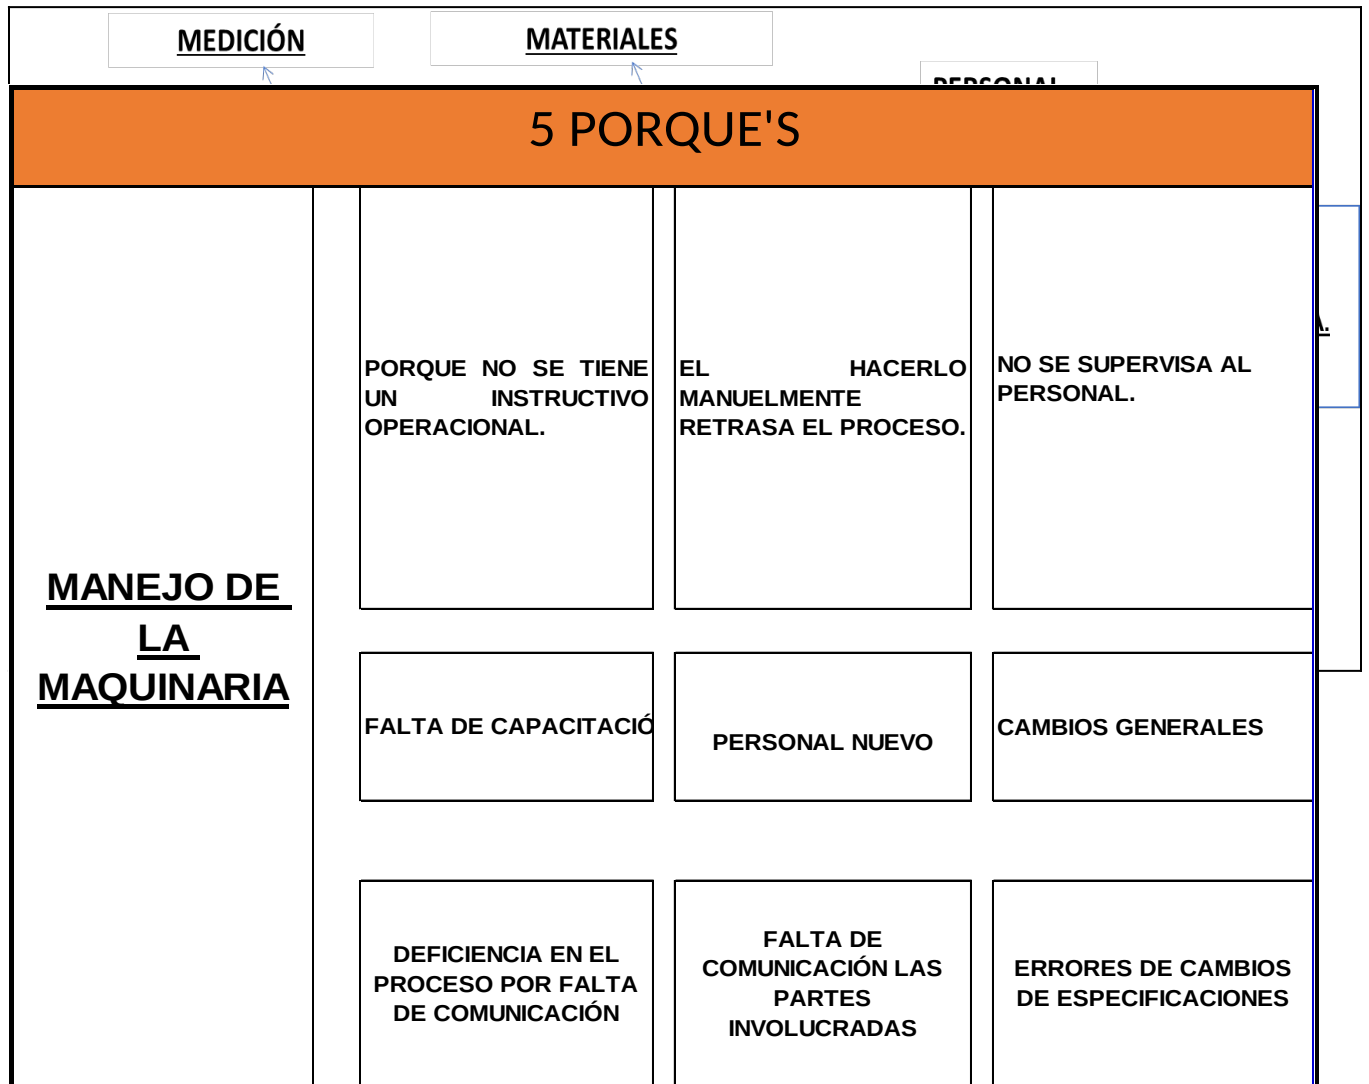 MEDICIÓN
MATERIALES
PERSONAL
5 PORQUE'S
MANEJO DE
LA
MAQUINARIA
PORQUE NO SE TIENE
UN INSTRUCTIVO
OPERACIONAL.
EL HACERLO
MANUELMENTE
RETRASA EL PROCESO.
NO SE SUPERVISA AL
PERSONAL.
FALTA DE CAPACITACIÓ
PERSONAL NUEVO
CAMBIOS GENERALES
DEFICIENCIA EN EL
PROCESO POR FALTA
DE COMUNICACIÓN
FALTA DE
COMUNICACIÓN LAS
PARTES
INVOLUCRADAS
ERRORES DE CAMBIOS
DE ESPECIFICACIONES